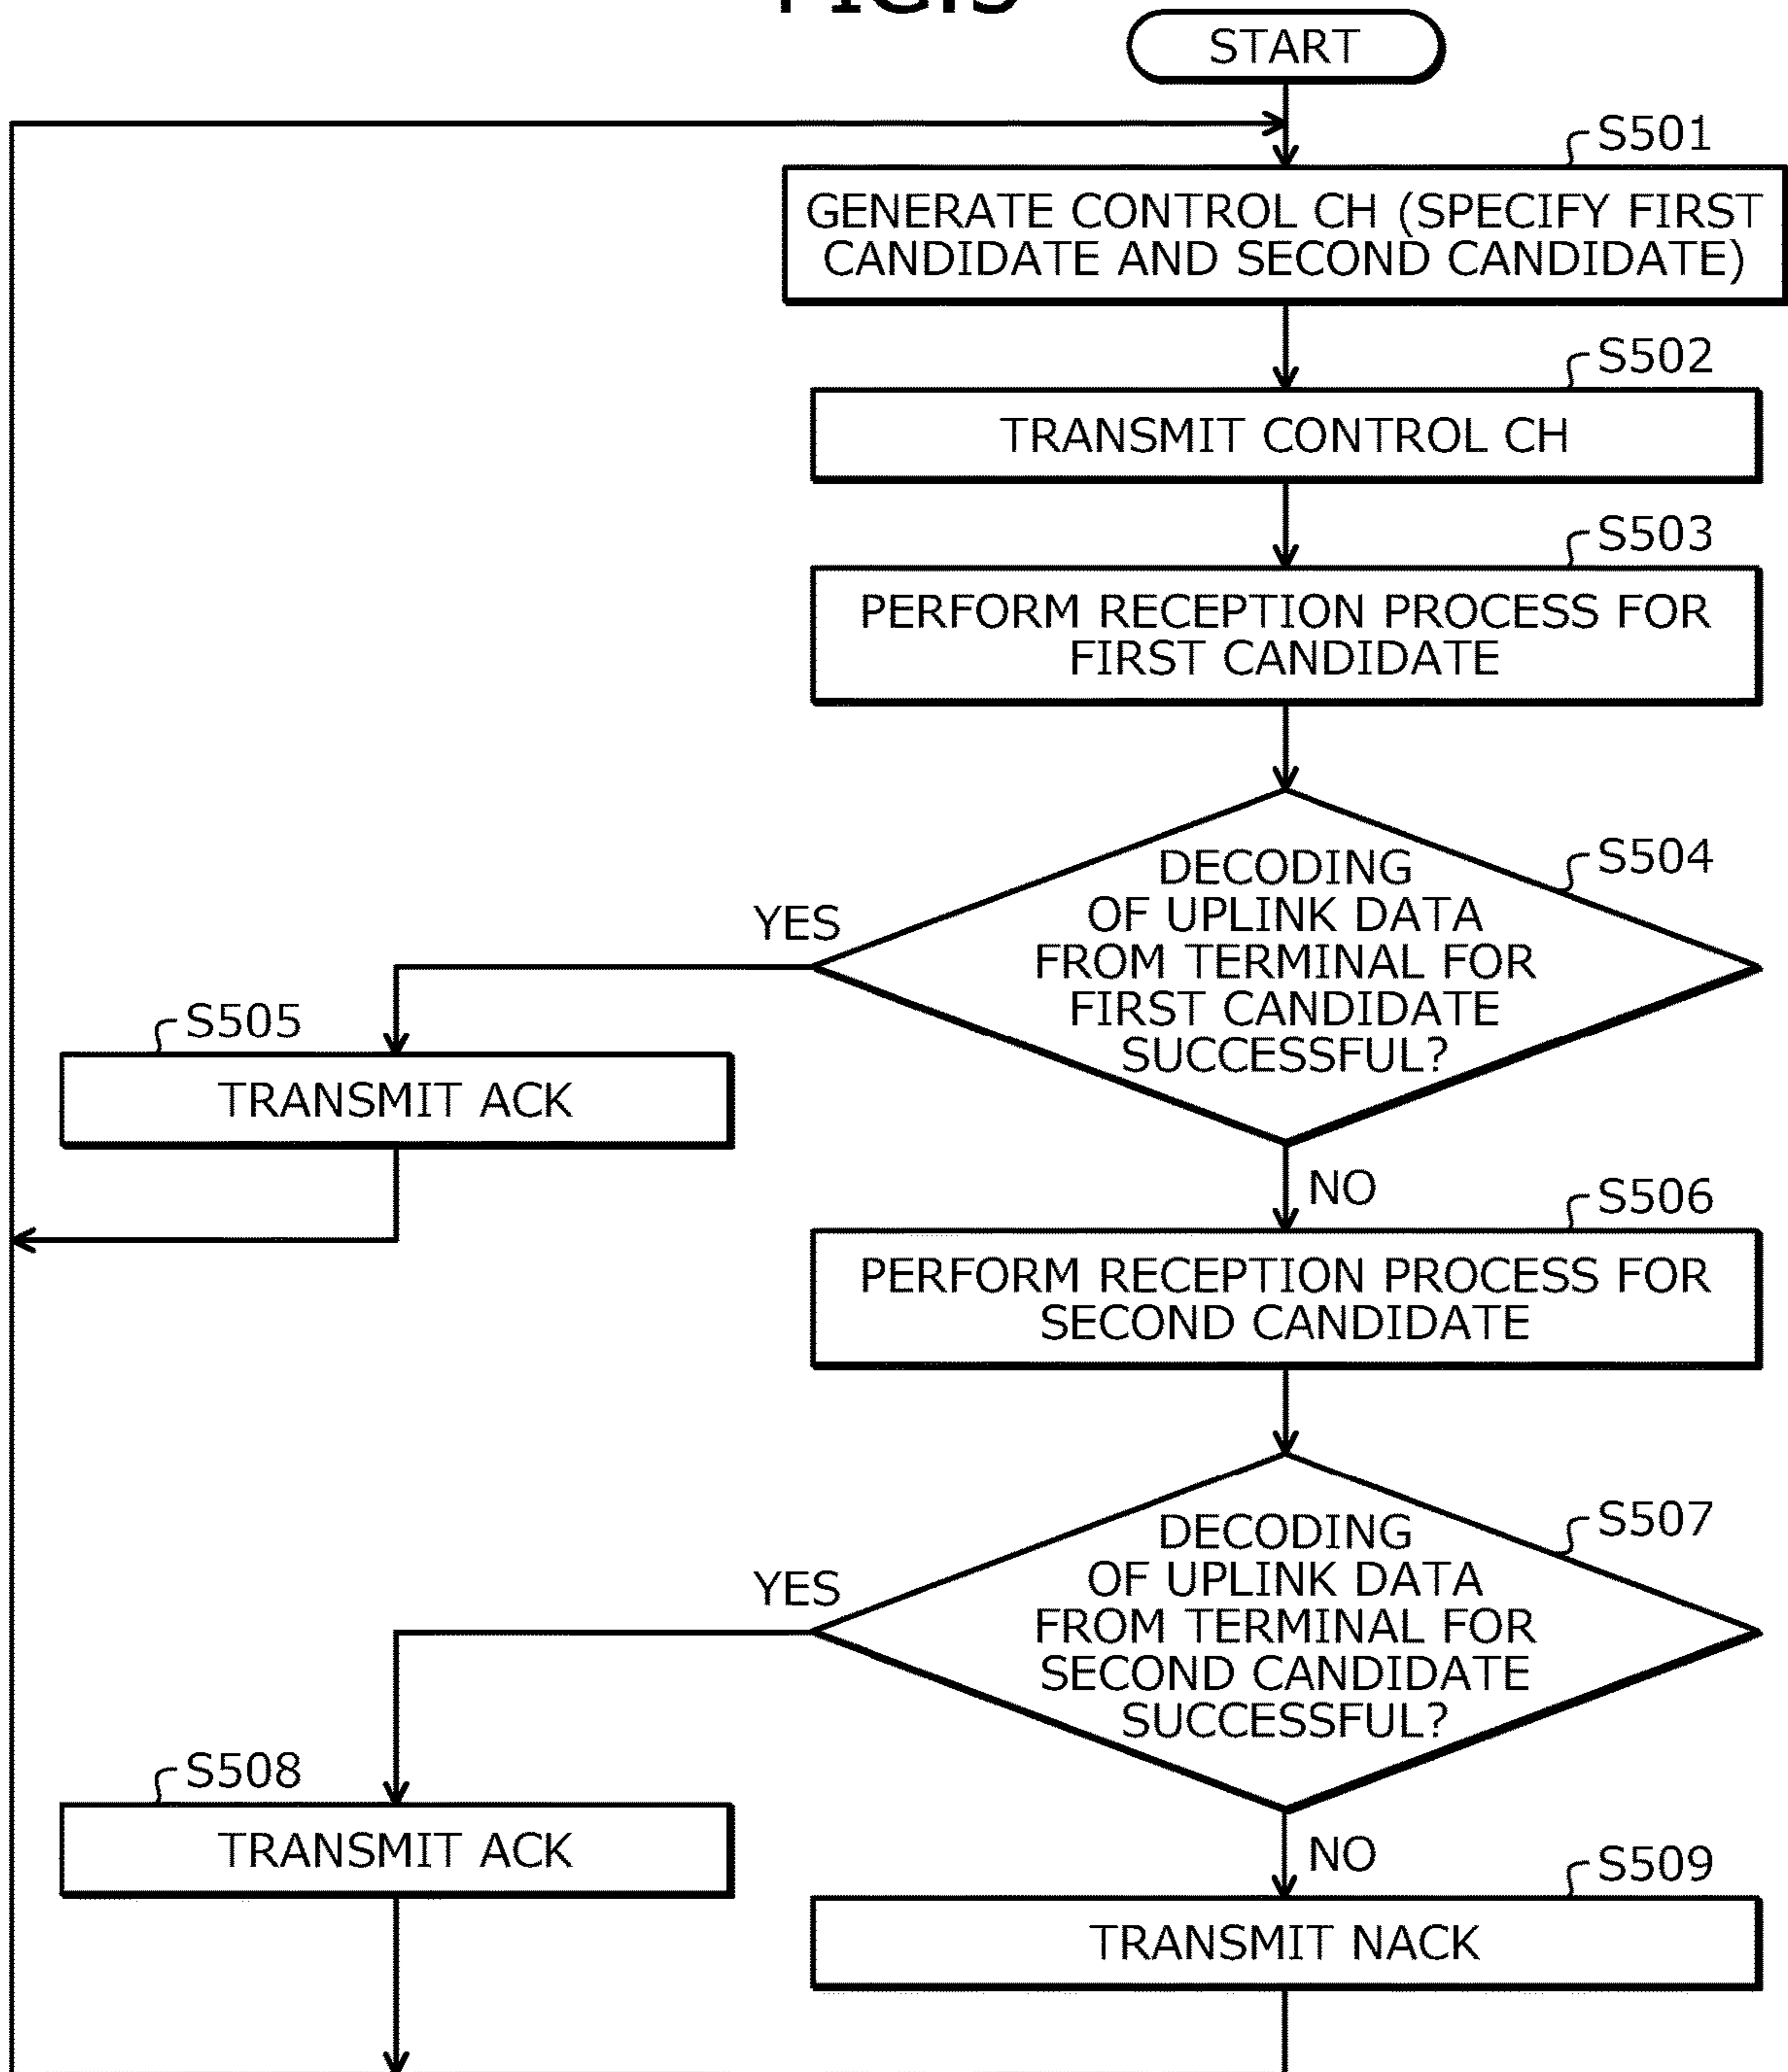 START
S501
GENERATE CONTROL CH (SPECIFY FIRST
CANDIDATE AND SECOND CANDIDATE)
S502
TRANSMIT CONTROL CH
S503
PERFORM RECEPTION PROCESS FOR
FIRST CANDIDATE
S504
DECODING
OF UPLINK DATA
FROM TERMINAL FOR
FIRST CANDIDATE
SUCCESSFUL?
YES
S505
TRANSMIT ACK
NO
S506
PERFORM RECEPTION PROCESS FOR
SECOND CANDIDATE
S507
DECODING
OF UPLINK DATA
FROM TERMINAL FOR
SECOND CANDIDATE
SUCCESSFUL?
YES
S508
TRANSMIT ACK
NO
S509
TRANSMIT NACK